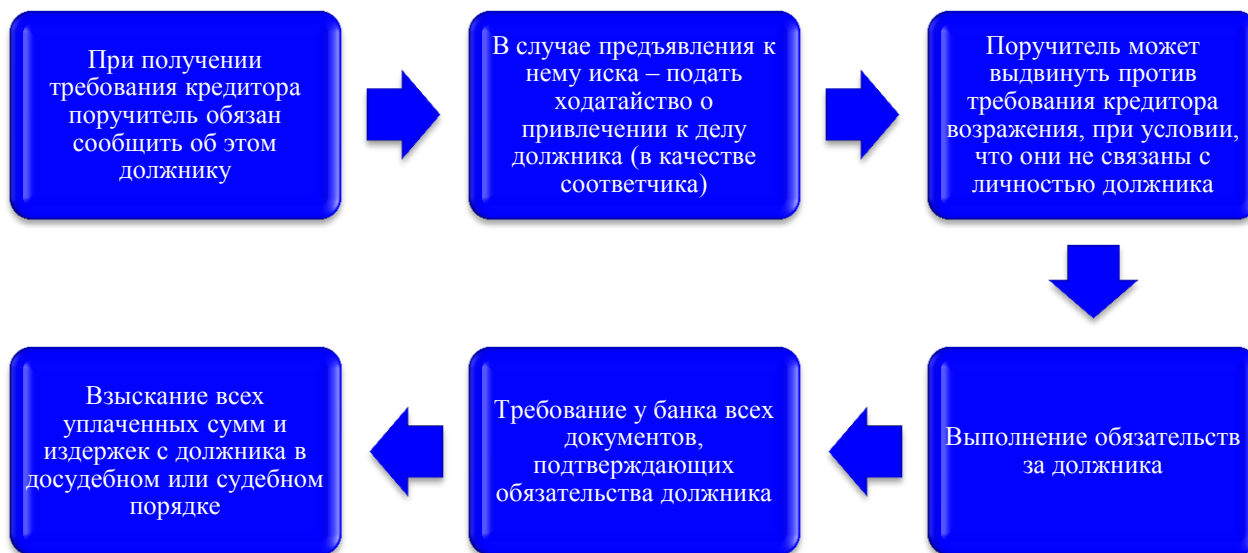 При получении
требования кредитора
поручитель обязан
сообщить об этом
должнику
В случае предъявления к
нему иска – подать
ходатайство о
привлечении к делу
должника (в качестве
соответчика)
Поручитель может
выдвинуть против
требования кредитора
возражения, при условии,
что они не связаны с
личностью должника
Выполнение обязательств
за должника
Требование у банка всех
документов,
подтверждающих
обязательства должника
Взыскание всех
уплаченных сумм и
издержек с должника в
досудебном или судебном
порядке